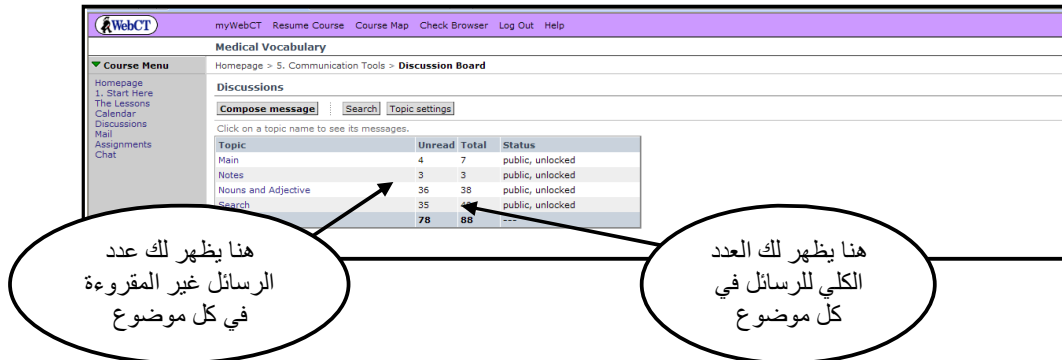 WebCT myWebCT Resume Course Course Map Check Browser Log Out Help
Medical Vocabulary
Course Menu
Homepage > 5. Communication Tools > Discussion Board
Homepage
1. Start Here
The Lessons
Calendar
Discussions
Mail
Assignments
Chat
Discussions
Compose message Search Topic settings
Click on a topic name to see its messages.
Topic Unread Total Status
Main 4 7 public, unlocked
Notes 3 3 public, unlocked
Nouns and Adjective 36 38 public, unlocked
Search 35 public, unlocked
78 88 ---
هنا يظهر لك عدد
الرسائل غير المقروءة
في كل موضوع
هنا يظهر لك العدد
الكلي للرسائل في
كل موضوع